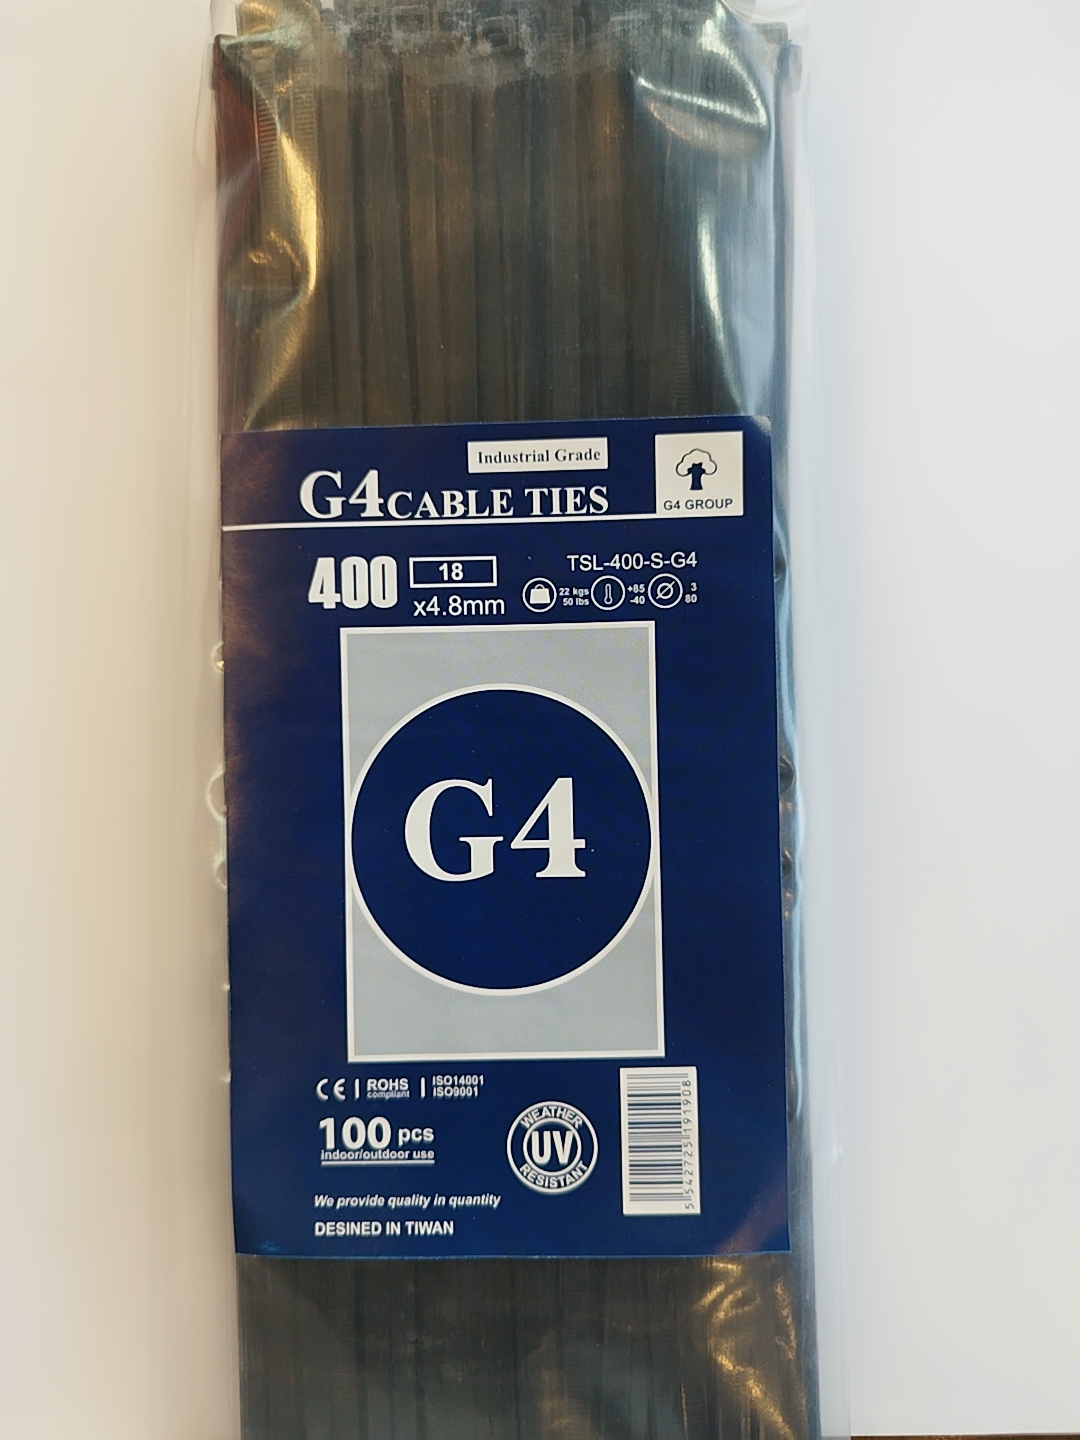 Industrial Grade
G4 CABLE TIES
G4 GROUP
400
18
x4.8mm
TSL-400-S-G4
22 kgs
50 lbs
+85
-40
3
80
G4
CE | ROHS compliant | ISO14001
ISO9001
100 pcs
indoor/outdoor use
WEATHER
UV
RESISTANT
5542725191908
We provide quality in quantity
DESINED IN TIWAN